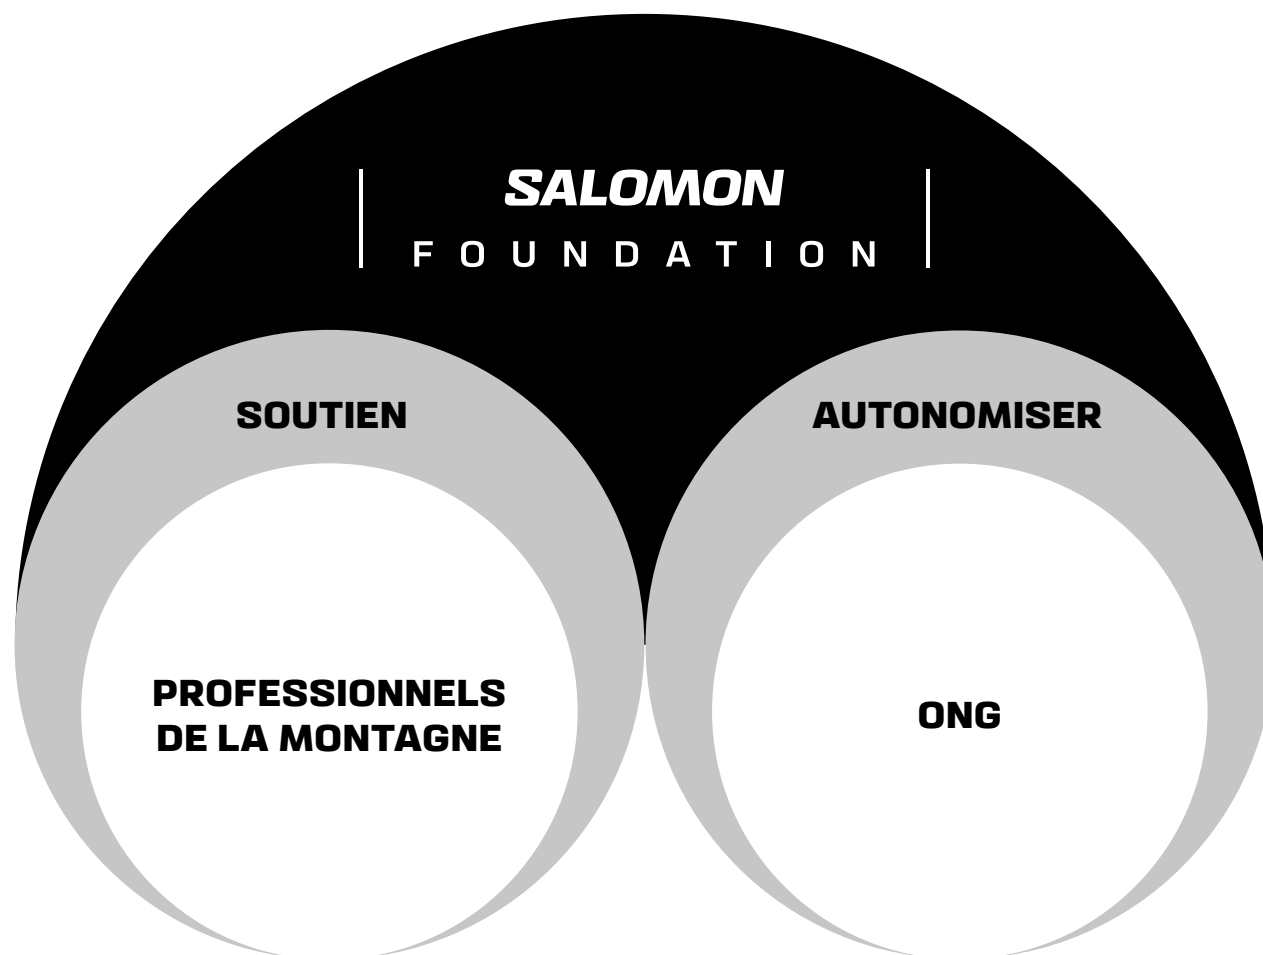 SALOMON
FOUNDATION
SOUTIEN
PROFESSIONNELS
DE LA MONTAGNE
AUTONOMISER
ONG